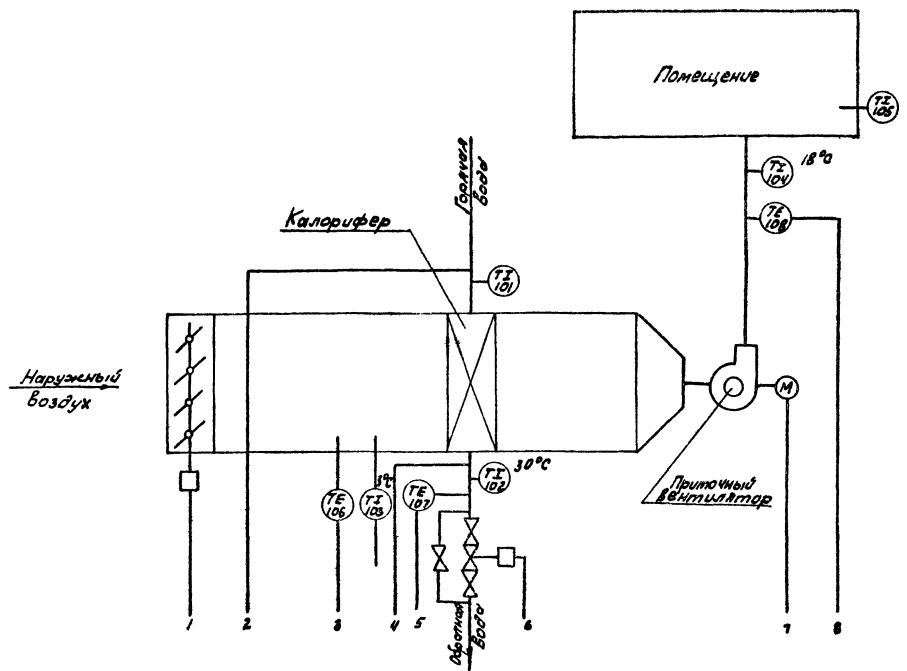 Помещение
TI
105
TI
104
18°C
TE
108
Горячая
вода
Калорифер
TI
101
Наружный
воздух
M
30°C
TI
102
TE
107
3°C
TE
106
TI
103
Приточный
вентилятор
1
2
3
4
5
6
7
8
Обратная
вода